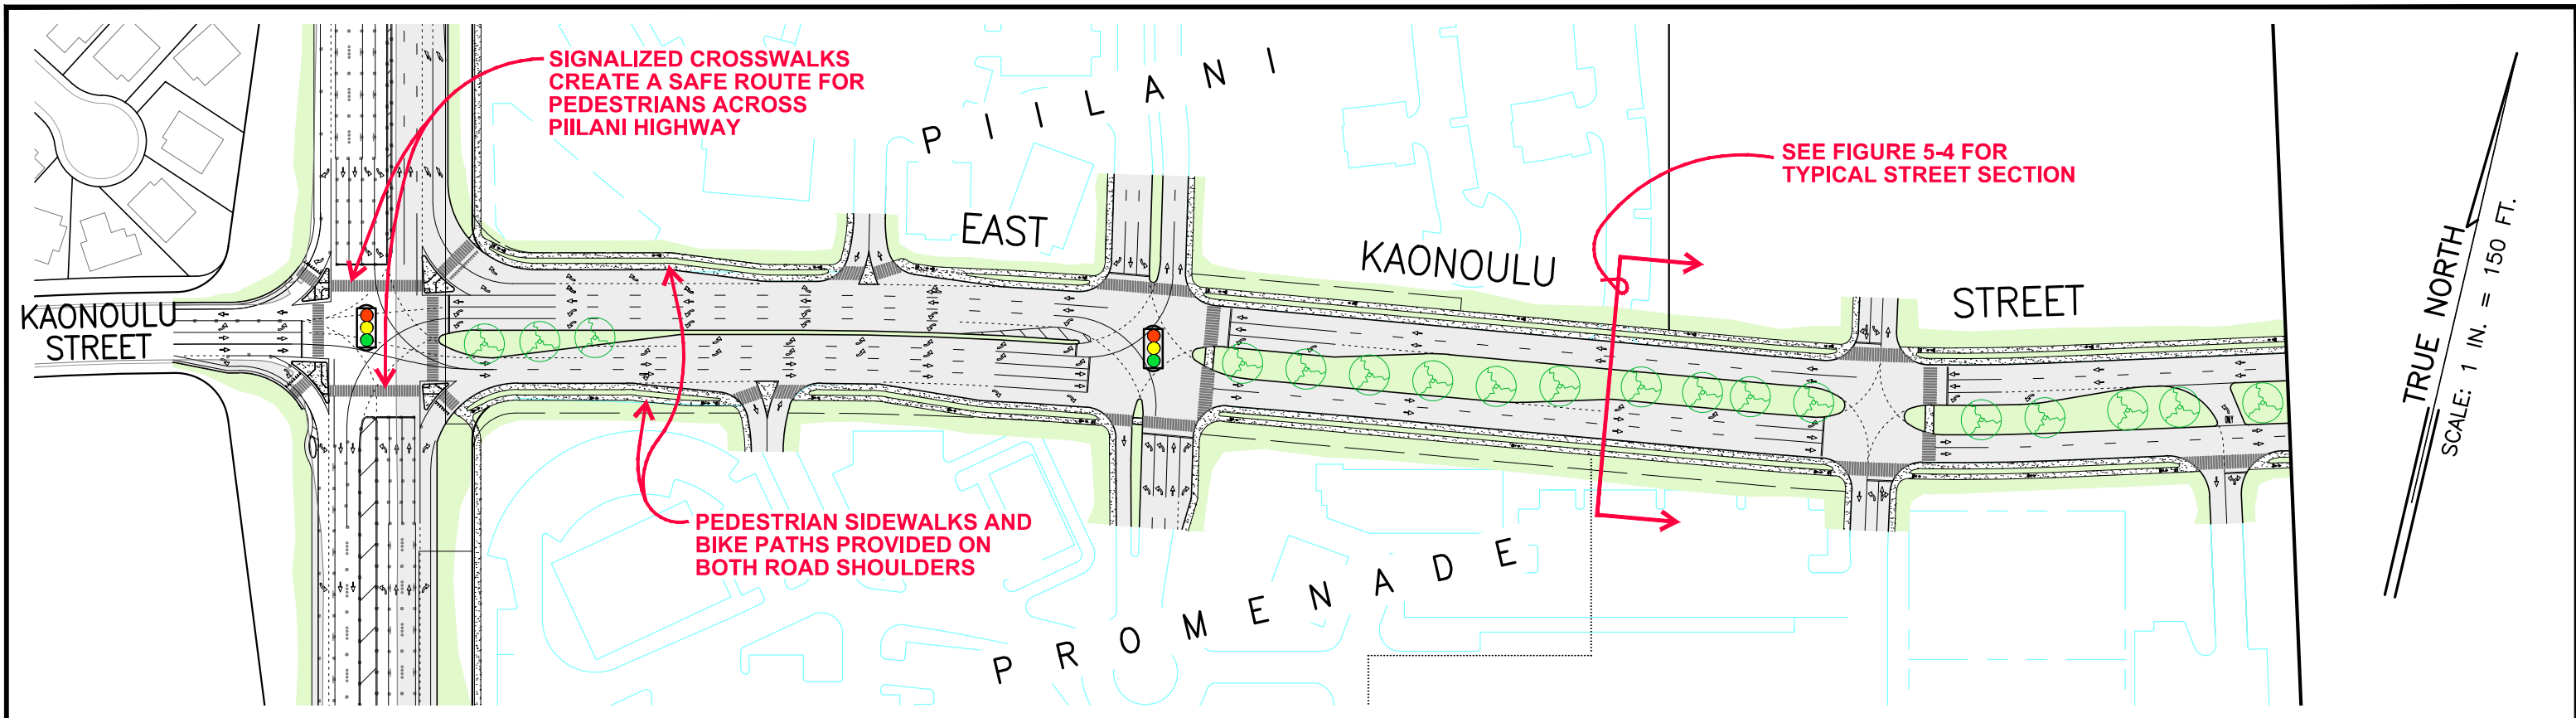 SIGNALIZED CROSSWALKS
CREATE A SAFE ROUTE FOR
PEDESTRIANS ACROSS
PIILANI HIGHWAY
PIILANI
SEE FIGURE 5-4 FOR
TYPICAL STREET SECTION
EAST
KAONOULU
STREET
KAONOULU
STREET
PEDESTRIAN SIDEWALKS AND
BIKE PATHS PROVIDED ON
BOTH ROAD SHOULDERS
PROMENADE
TRUE NORTH
SCALE: 1 IN. = 150 FT.